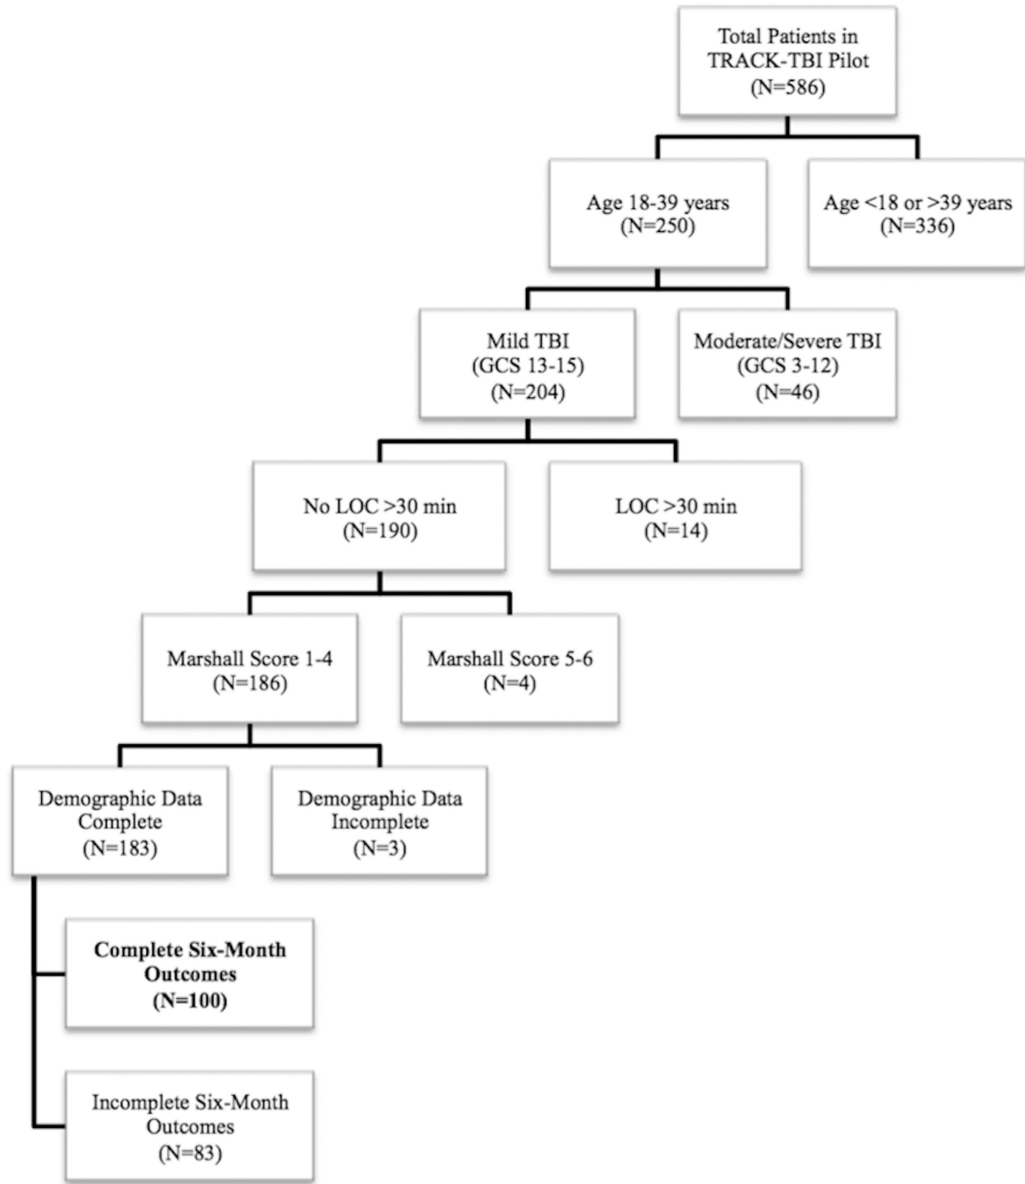 Total Patients in
TRACK-TBI Pilot
(N=586)
Age 18-39 years
(N=250)
Age <18 or >39 years
(N=336)
Mild TBI
(GCS 13-15)
(N=204)
Moderate/Severe TBI
(GCS 3-12)
(N=46)
No LOC >30 min
(N=190)
LOC >30 min
(N=14)
Marshall Score 1-4
(N=186)
Marshall Score 5-6
(N=4)
Demographic Data
Complete
(N=183)
Demographic Data
Incomplete
(N=3)
Complete Six-Month
Outcomes
(N=100)
Incomplete Six-Month
Outcomes
(N=83)